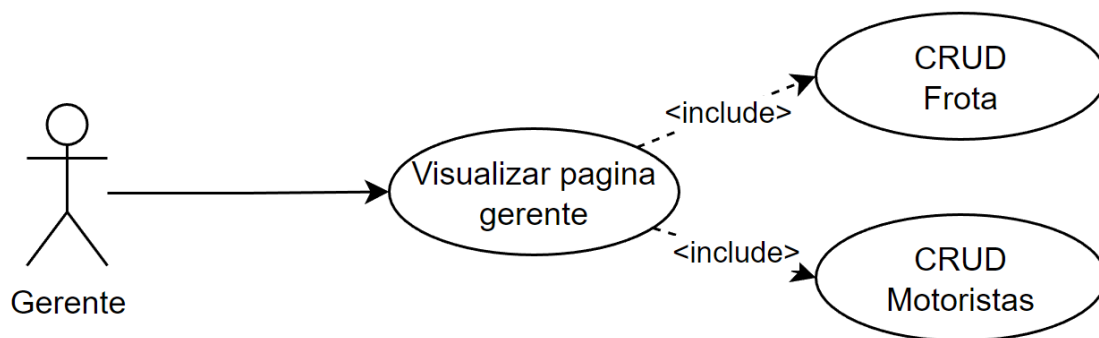 CRUD
Frota
<include>
Visualizar pagina
gerente
<include>
CRUD
Motoristas
Gerente